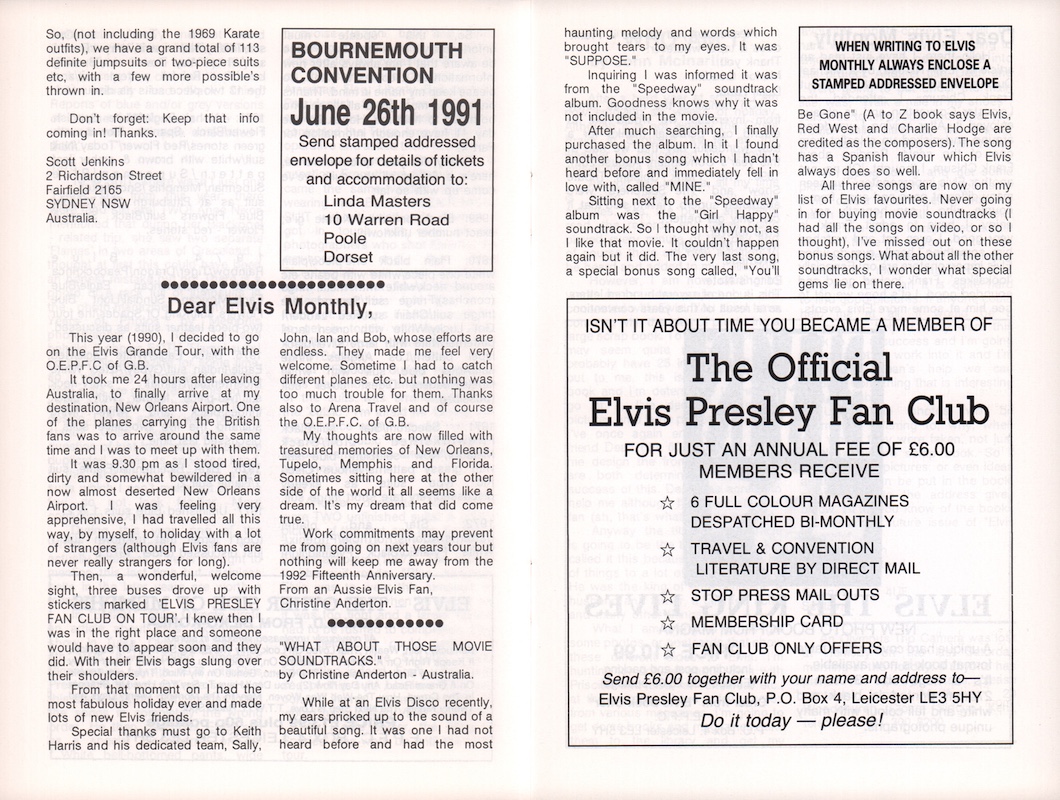 So, (not including the 1969 Karate
outfits), we have a grand total of 113
definite jumpsuits or two-piece suits
etc, with a few more possible's
thrown in.
Don't forget: Keep that info
coming in! Thanks.
Scott Jenkins
2 Richardson Street
Fairfield 2165
SYDNEY NSW
Australia.
BOURNEMOUTH
CONVENTION
June 26th 1991
Send stamped addressed
envelope for details of tickets
and accommodation to:
Linda Masters
10 Warren Road
Poole
Dorset
Dear Elvis Monthly,
This year (1990), I decided to go
on the Elvis Grande Tour, with the
O.E.P.F.C of G.B.
It took me 24 hours after leaving
Australia, to finally arrive at my
destination, New Orleans Airport. One
of the planes carrying the British
fans was to arrive around the same
time and I was to meet up with them.
It was 9.30 pm as I stood tired,
dirty and somewhat bewildered in a
now almost deserted New Orleans
Airport. I was feeling very
apprehensive, I had travelled all this
way, by myself, to holiday with a lot
of strangers (although Elvis fans are
never really strangers for long).
Then, a wonderful, welcome
sight, three buses drove up with
stickers marked 'ELVIS PRESLEY
FAN CLUB ON TOUR'. I knew then I
was in the right place and someone
would have to appear soon and they
did. With their Elvis bags slung over
their shoulders.
From that moment on I had the
most fabulous holiday ever and made
lots of new Elvis friends.
Special thanks must go to Keith
Harris and his dedicated team, Sally,
John, Ian and Bob, whose efforts are
endless. They made me feel very
welcome. Sometime I had to catch
different planes etc. but nothing was
too much trouble for them. Thanks
also to Arena Travel and of course
the O.E.P.F.C. of G.B.
My thoughts are now filled with
treasured memories of New Orleans,
Tupelo, Memphis and Florida.
Sometimes sitting here at the other
side of the world it all seems like a
dream. It's my dream that did come
true.
Work commitments may prevent
me from going on next years tour but
nothing will keep me away from the
1992 Fifteenth Anniversary.
From an Aussie Elvis Fan,
Christine Anderton.
"WHAT ABOUT THOSE MOVIE
SOUNDTRACKS."
by Christine Anderton - Australia.
While at an Elvis Disco recently,
my ears pricked up to the sound of a
beautiful song. It was one I had not
heard before and had the most
haunting melody and words which
brought tears to my eyes. It was
"SUPPOSE."
Inquiring I was informed it was
from the "Speedway" soundtrack
album. Goodness knows why it was
not included in the movie.
After much searching, I finally
purchased the album. In it I found
another bonus song which I hadn't
heard before and immediately fell in
love with, called "MINE."
Sitting next to the "Speedway"
album was the "Girl Happy"
soundtrack. So I thought why not, as
I like that movie. It couldn't happen
again but it did. The very last song,
a special bonus song called, "You'll
WHEN WRITING TO ELVIS
MONTHLY ALWAYS ENCLOSE A
STAMPED ADDRESSED ENVELOPE
Be Gone" (A to Z book says Elvis,
Red West and Charlie Hodge are
credited as the composers). The song
has a Spanish flavour which Elvis
always does so well.
All three songs are now on my
list of Elvis favourites. Never going
in for buying movie soundtracks (I
had all the songs on video, or so I
thought), I've missed out on these
bonus songs. What about all the other
soundtracks, I wonder what special
gems lie on there.
ISN'T IT ABOUT TIME YOU BECAME A MEMBER OF
The Official
Elvis Presley Fan Club
FOR JUST AN ANNUAL FEE OF £6.00
MEMBERS RECEIVE
☆ 6 FULL COLOUR MAGAZINES
DESPATCHED BI-MONTHLY
☆ TRAVEL & CONVENTION
LITERATURE BY DIRECT MAIL
☆ STOP PRESS MAIL OUTS
☆ MEMBERSHIP CARD
☆ FAN CLUB ONLY OFFERS
Send £6.00 together with your name and address to—
Elvis Presley Fan Club, P.O. Box 4, Leicester LE3 5HY
Do it today — please!